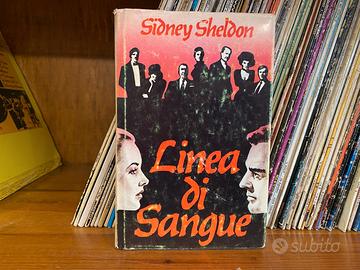 Sidney Sheldon
Linea
di
Sangue
subito